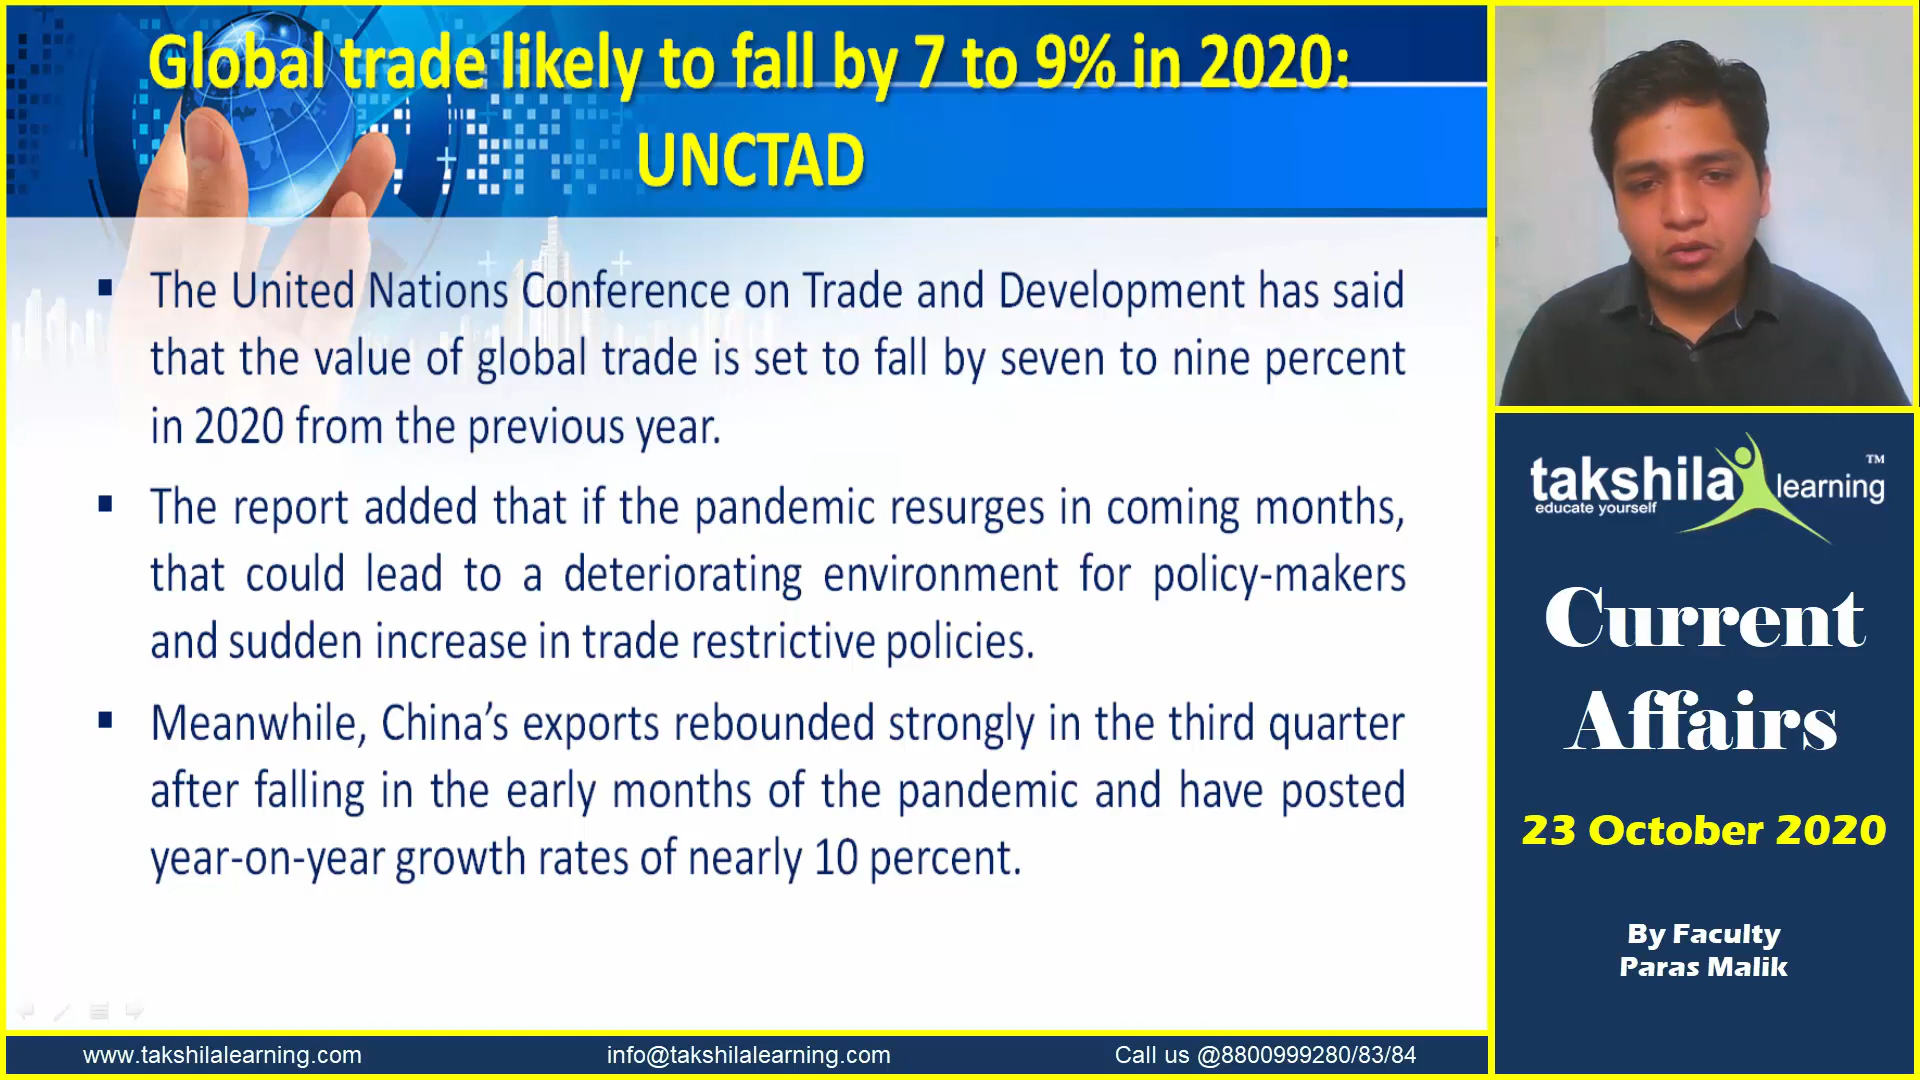 Global trade likely to fall by 7 to 9% in 2020:
UNCTAD
▪ The United Nations Conference on Trade and Development has said
that the value of global trade is set to fall by seven to nine percent
in 2020 from the previous year.
▪ The report added that if the pandemic resurges in coming months,
that could lead to a deteriorating environment for policy-makers
and sudden increase in trade restrictive policies.
▪ Meanwhile, China’s exports rebounded strongly in the third quarter
after falling in the early months of the pandemic and have posted
year-on-year growth rates of nearly 10 percent.
takshila learning ™
educate yourself
Current
Affairs
23 October 2020
By Faculty
Paras Malik
www.takshilalearning.com
info@takshilalearning.com
Call us @8800999280/83/84